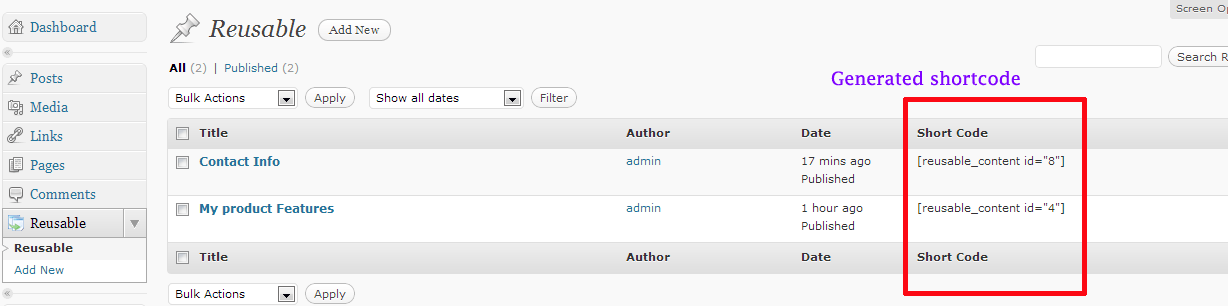 Screen Op
Dashboard
Reusable Add New
Search R
All (2) | Published (2)
Generated shortcode
Posts
Bulk Actions Apply Show all dates Filter
Media
Links
Title Author Date Short Code
Pages
Contact Info admin 17 mins ago [reusable_content id="8"]
Published
Comments
My product Features admin 1 hour ago [reusable_content id="4"]
Published
Reusable
Reusable
Title Author Date Short Code
Add New
Bulk Actions Apply